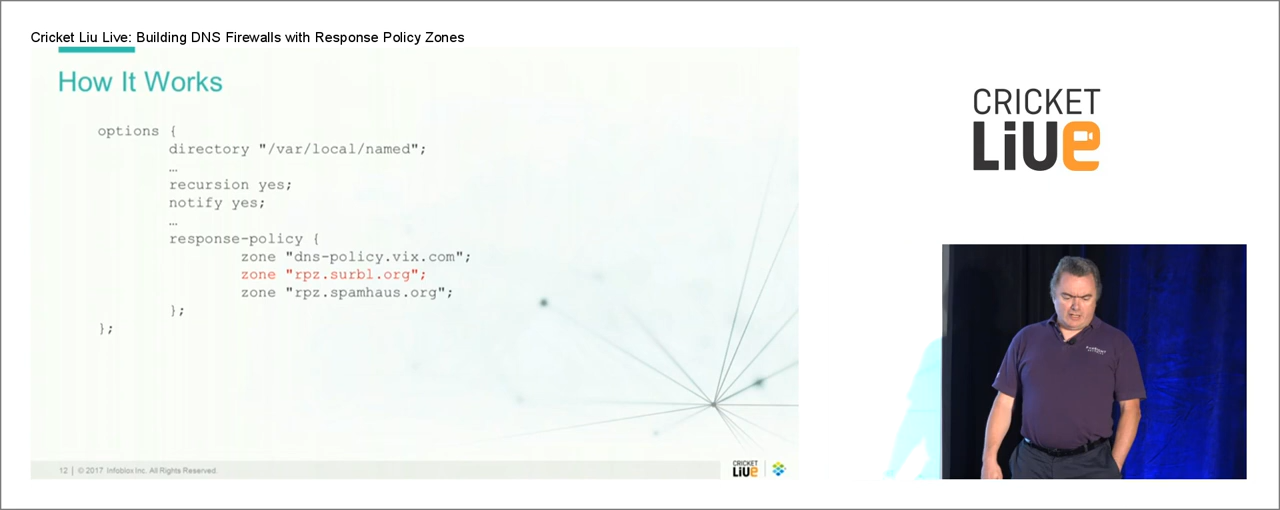 Cricket Liu Live: Building DNS Firewalls with Response Policy Zones
How It Works
options {
directory "/var/local/named";
…
recursion yes;
notify yes;
…
response-policy {
zone "dns-policy.vix.com";
zone "rpz.surbl.org";
zone "rpz.spamhaus.org";
};
};
12 | © 2017 Infoblox Inc. All Rights Reserved.
CRICKET
LiUe
CRICKET
LiUe